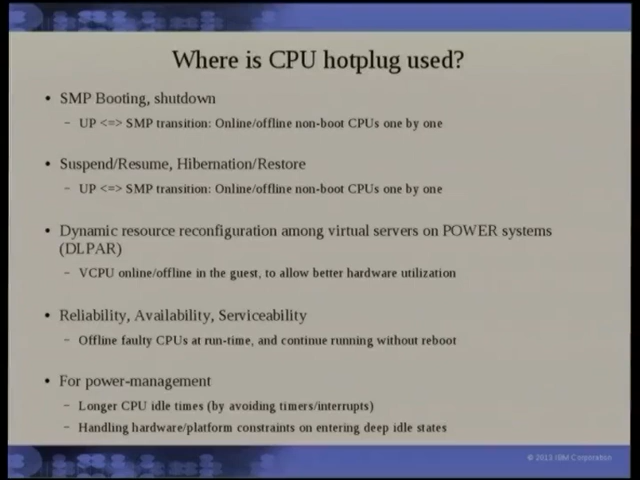 Where is CPU hotplug used?
• SMP Booting, shutdown
– UP <=> SMP transition: Online/offline non-boot CPUs one by one
• Suspend/Resume, Hibernation/Restore
– UP <=> SMP transition: Online/offline non-boot CPUs one by one
• Dynamic resource reconfiguration among virtual servers on POWER systems
(DLPAR)
– VCPU online/offline in the guest, to allow better hardware utilization
• Reliability, Availability, Serviceability
– Offline faulty CPUs at run-time, and continue running without reboot
• For power-management
– Longer CPU idle times (by avoiding timers/interrupts)
– Handling hardware/platform constraints on entering deep idle states
© 2013 IBM Corporation